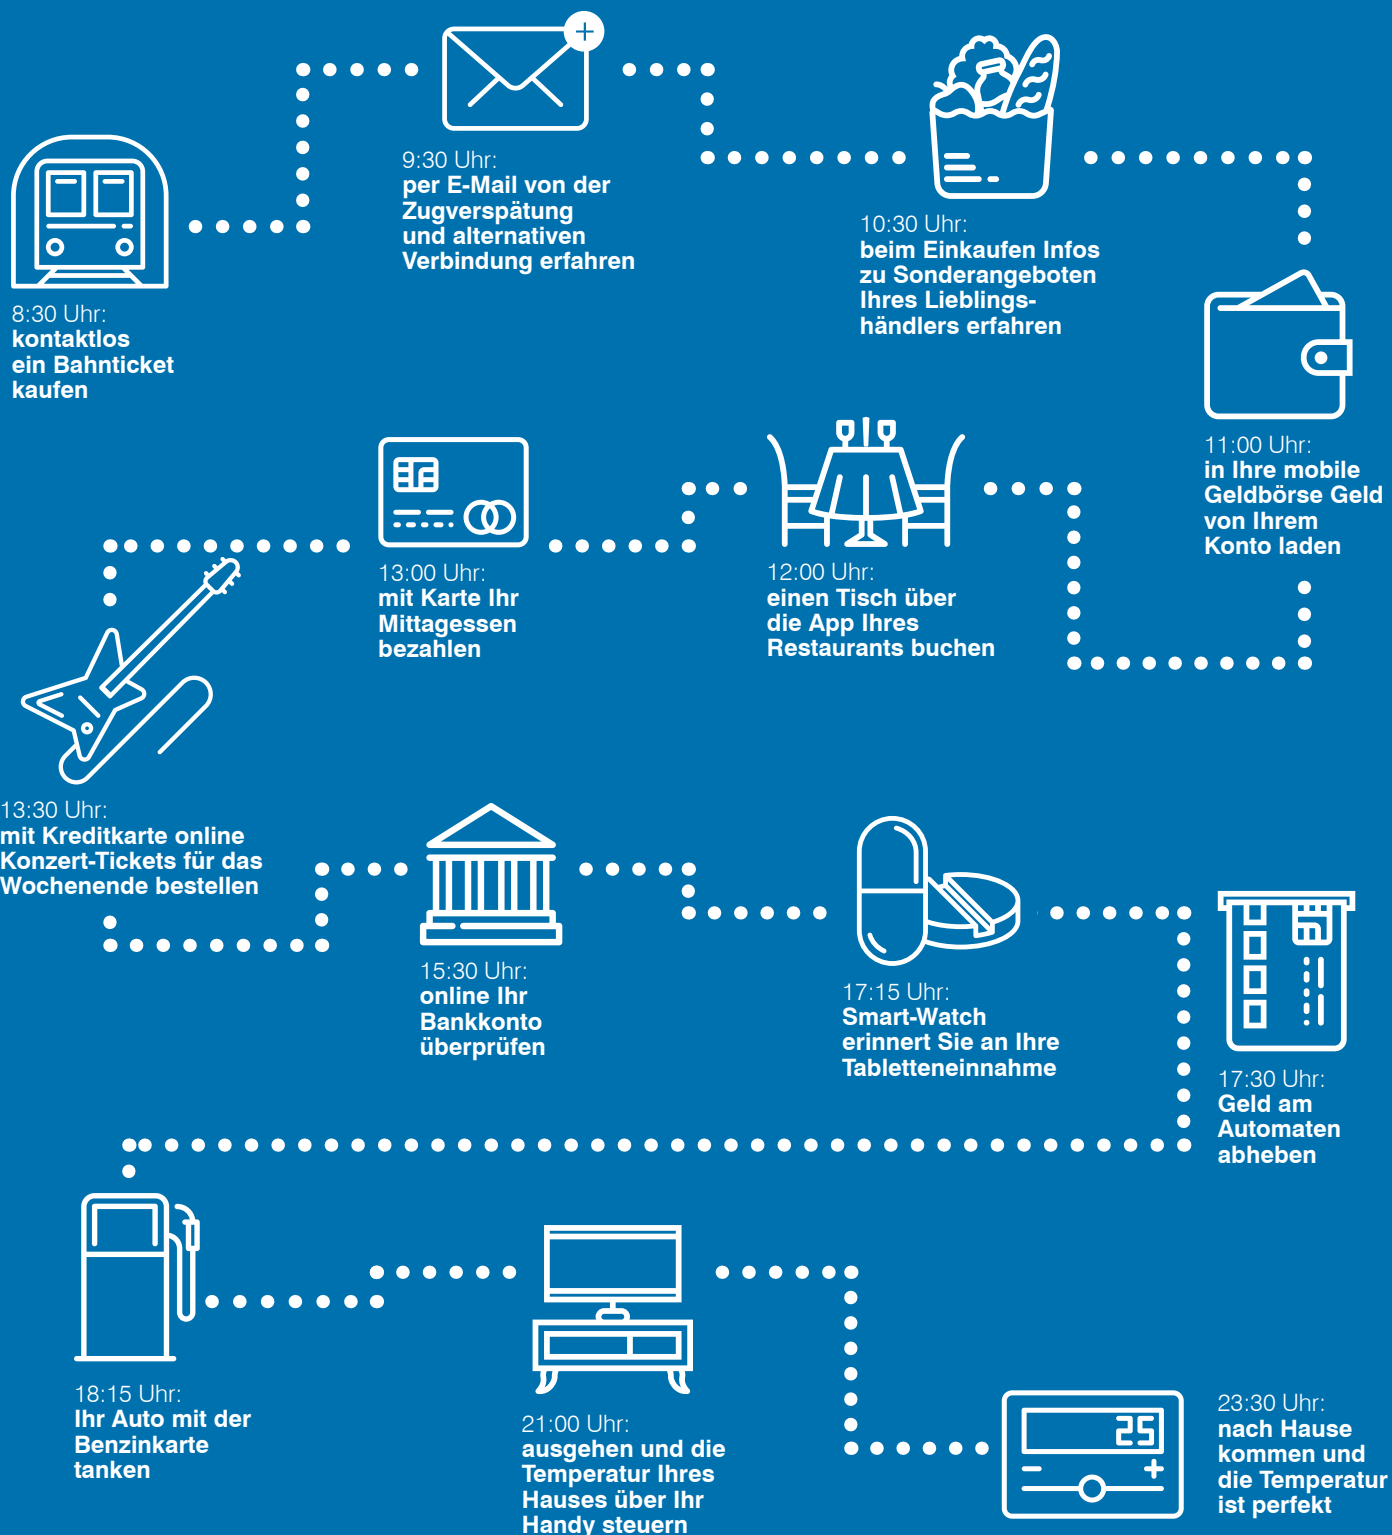 8:30 Uhr:
kontaktlos
ein Bahnticket
kaufen
9:30 Uhr:
per E-Mail von der
Zugverspätung
und alternativen
Verbindung erfahren
10:30 Uhr:
beim Einkaufen Infos
zu Sonderangeboten
Ihres Lieblings-
händlers erfahren
11:00 Uhr:
in Ihre mobile
Geldbörse Geld
von Ihrem
Konto laden
12:00 Uhr:
einen Tisch über
die App Ihres
Restaurants buchen
13:00 Uhr:
mit Karte Ihr
Mittagessen
bezahlen
13:30 Uhr:
mit Kreditkarte online
Konzert-Tickets für das
Wochenende bestellen
15:30 Uhr:
online Ihr
Bankkonto
überprüfen
17:15 Uhr:
Smart-Watch
erinnert Sie an Ihre
Tabletteneinnahme
17:30 Uhr:
Geld am
Automaten
abheben
18:15 Uhr:
Ihr Auto mit der
Benzinkarte
tanken
21:00 Uhr:
ausgehen und die
Temperatur Ihres
Hauses über Ihr
Handy steuern
25
23:30 Uhr:
nach Hause
kommen und
die Temperatur
ist perfekt